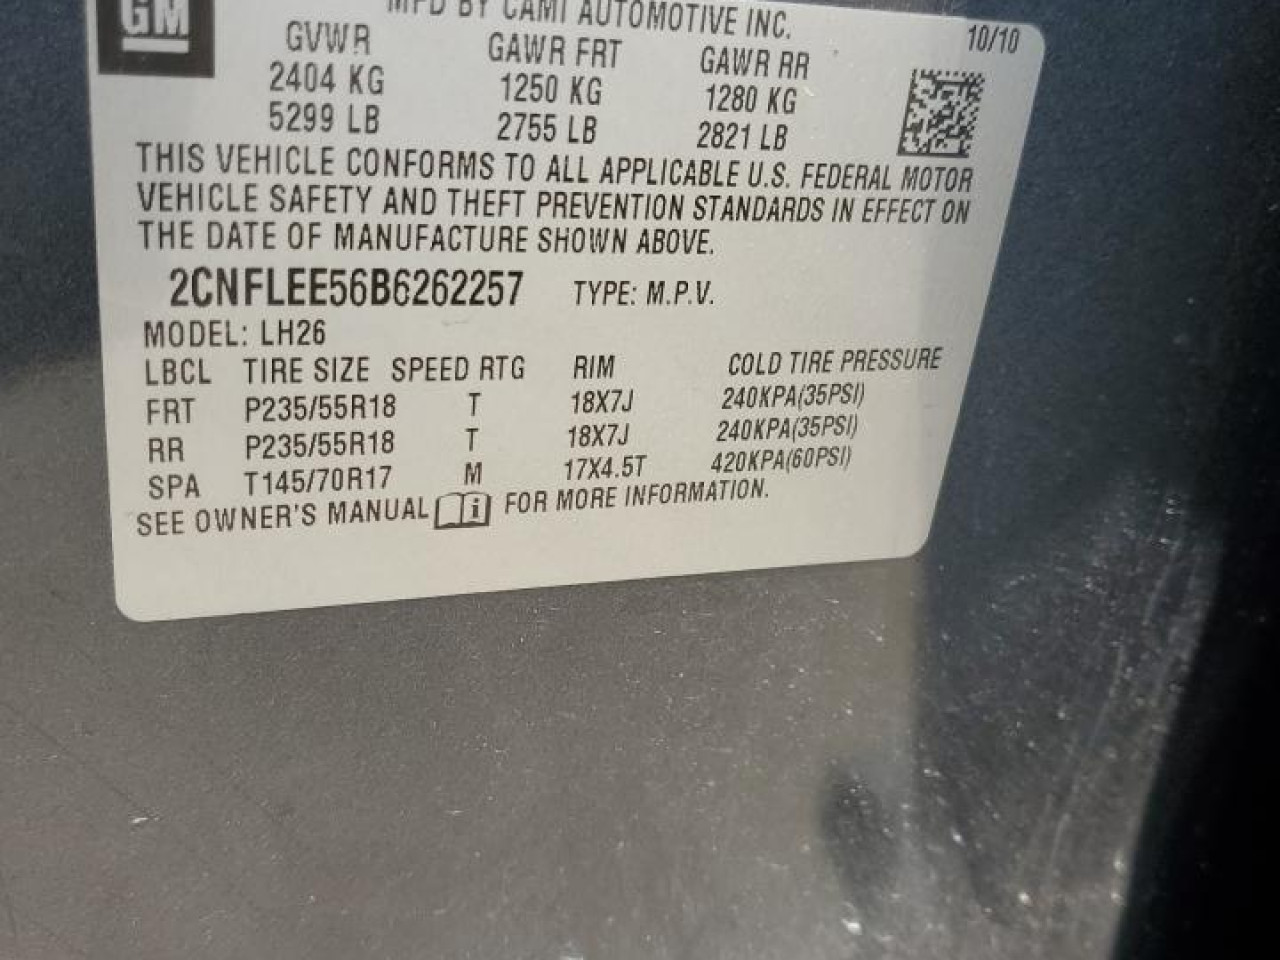 GM
MFD BY CAMI AUTOMOTIVE INC.
10/10
GVWR GAWR FRT GAWR RR
2404 KG 1250 KG 1280 KG
5299 LB 2755 LB 2821 LB
THIS VEHICLE CONFORMS TO ALL APPLICABLE U.S. FEDERAL MOTOR
VEHICLE SAFETY AND THEFT PREVENTION STANDARDS IN EFFECT ON
THE DATE OF MANUFACTURE SHOWN ABOVE.
2CNFLEE56B6262257 TYPE: M.P.V.
MODEL: LH26
LBCL TIRE SIZE SPEED RTG RIM COLD TIRE PRESSURE
FRT P235/55R18 T 18X7J 240KPA(35PSI)
RR P235/55R18 T 18X7J 240KPA(35PSI)
SPA T145/70R17 M 17X4.5T 420KPA(60PSI)
SEE OWNER'S MANUAL i FOR MORE INFORMATION.